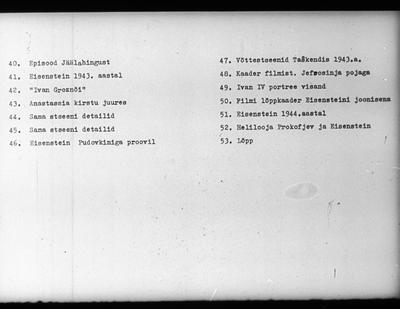 40. Episood Jäälahingust
41. Eisenstein 1943. aastal
42. "Ivan Groznõi"
43. Anastassia kirstu juures
44. Sama stseeni detailid
45. Sama stseeni detailid
46. Eisenstein Pudovkiniga proovil
47. Võttestseenid Taškendis 1943.a.
48. Kaader filmist. Jefrosinja pojaga
49. Ivan IV portree visand
50. Filmi lõppkaader Eisensteini joonisena
51. Eisenstein 1944.aastal
52. Helilooja Prokofjev ja Eisenstein
53. Lõpp